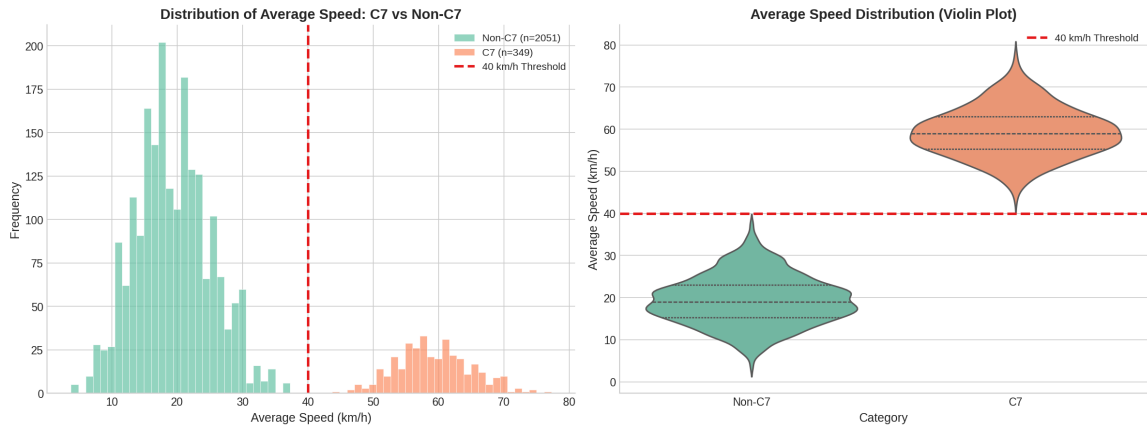 Distribution of Average Speed: C7 vs Non-C7
Non-C7 (n=2051)
C7 (n=349)
40 km/h Threshold
Frequency
200
175
150
125
100
75
50
25
0
10 20 30 40 50 60 70 80
Average Speed (km/h)
Average Speed Distribution (Violin Plot)
40 km/h Threshold
Average Speed (km/h)
80
70
60
50
40
30
20
10
0
Non-C7 C7
Category